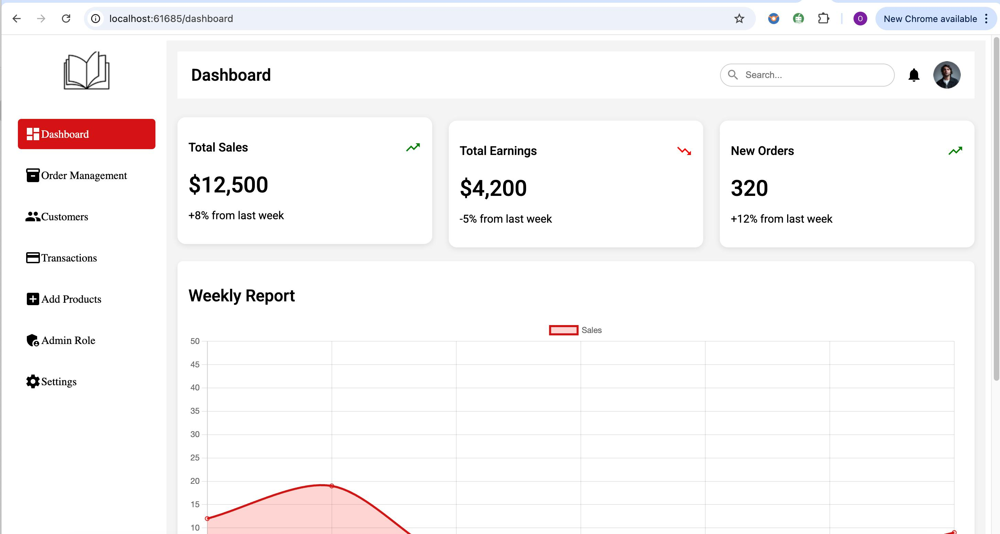 localhost:61685/dashboard
O
New Chrome available
Dashboard
Search...
Dashboard
Order Management
Customers
Transactions
Add Products
Admin Role
Settings
Total Sales
$12,500
+8% from last week
Total Earnings
$4,200
-5% from last week
New Orders
320
+12% from last week
Weekly Report
Sales
50
45
40
35
30
25
20
15
10